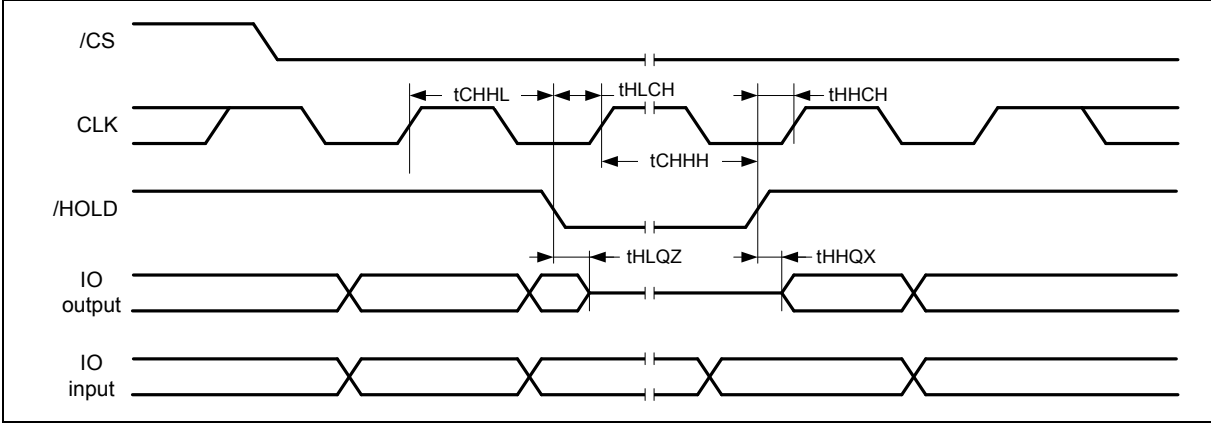 /CS
tCHHL
tHLCH
tHHCH
CLK
tCHHH
/HOLD
tHLQZ
tHHQX
IO
output
IO
input